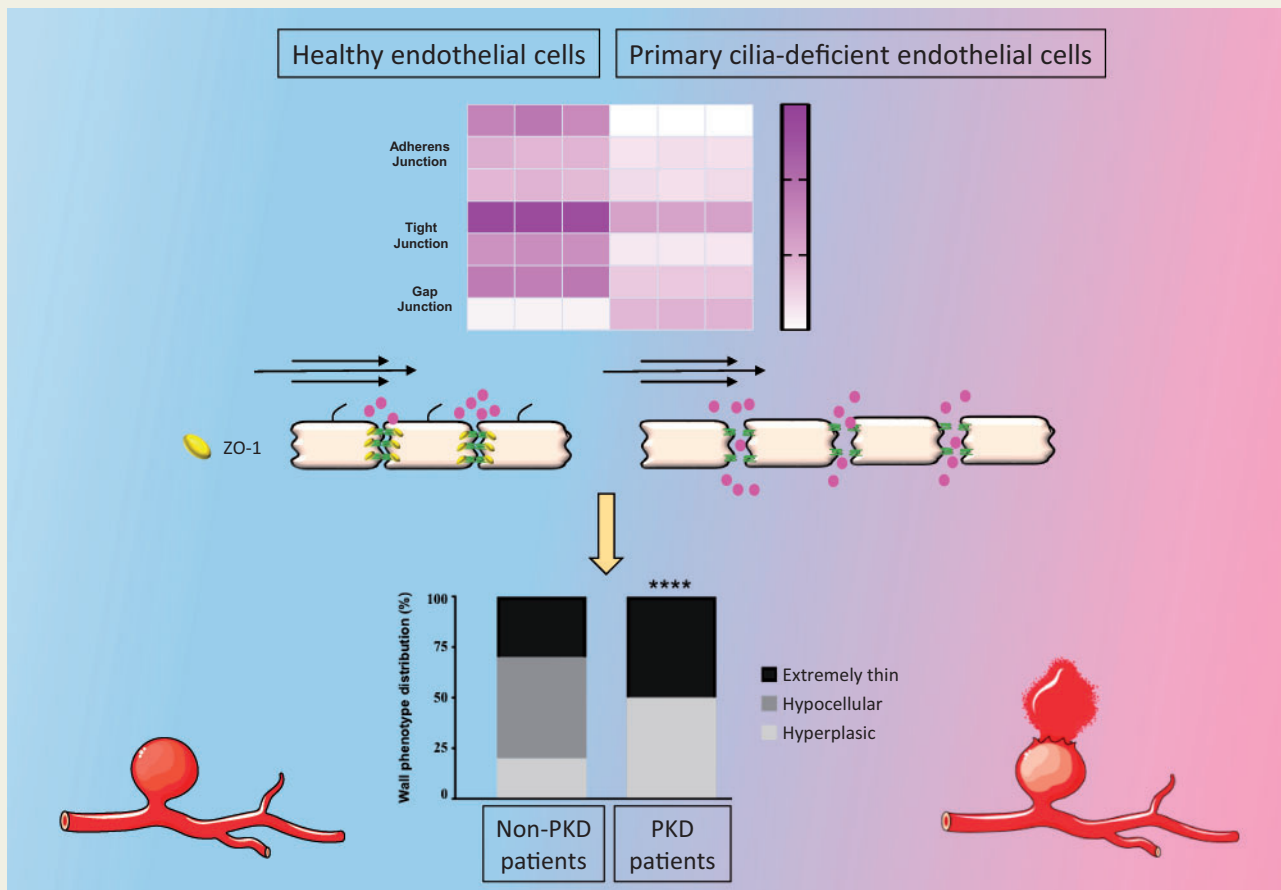 Healthy endothelial cells
Primary cilia-deficient endothelial cells
Adherens
Junction
Tight
Junction
Gap
Junction
ZO-1
****
Wall phenotype distribution (%)
100
75
50
25
0
Extremely thin
Hypocellular
Hyperplasic
Non-PKD
patients
PKD
patients